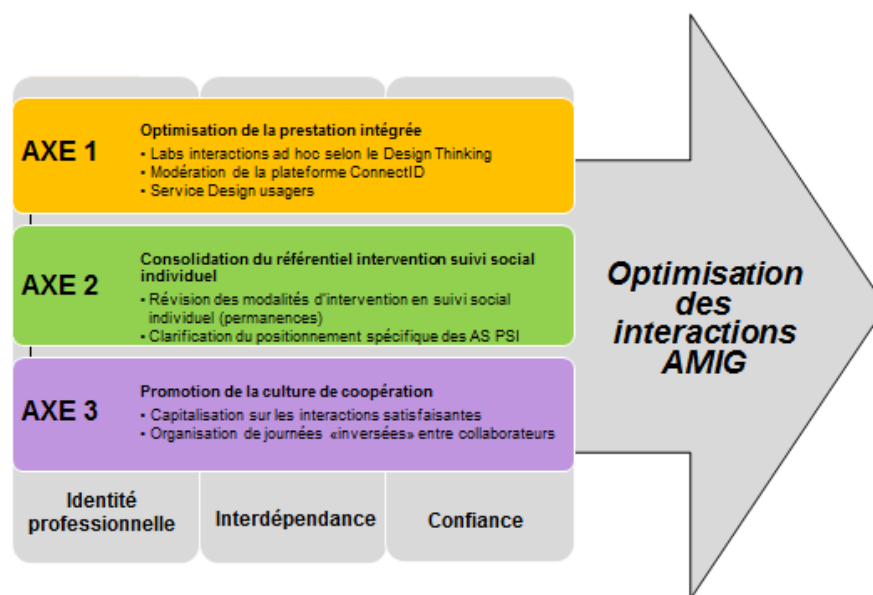 AXE 1
Optimisation de la prestation intégrée
▪ Labs interactions ad hoc selon le Design Thinking
▪ Modération de la plateforme ConnectID
▪ Service Design usagers
AXE 2
Consolidation du référentiel intervention suivi social
individuel
▪ Révision des modalités d'intervention en suivi social
individuel (permanences)
▪ Clarification du positionnement spécifique des AS PSI
AXE 3
Promotion de la culture de coopération
▪ Capitalisation sur les interactions satisfaisantes
▪ Organisation de journées «inversées» entre collaborateurs
Identité
professionnelle
Interdépendance
Confiance
Optimisation
des
interactions
AMIG